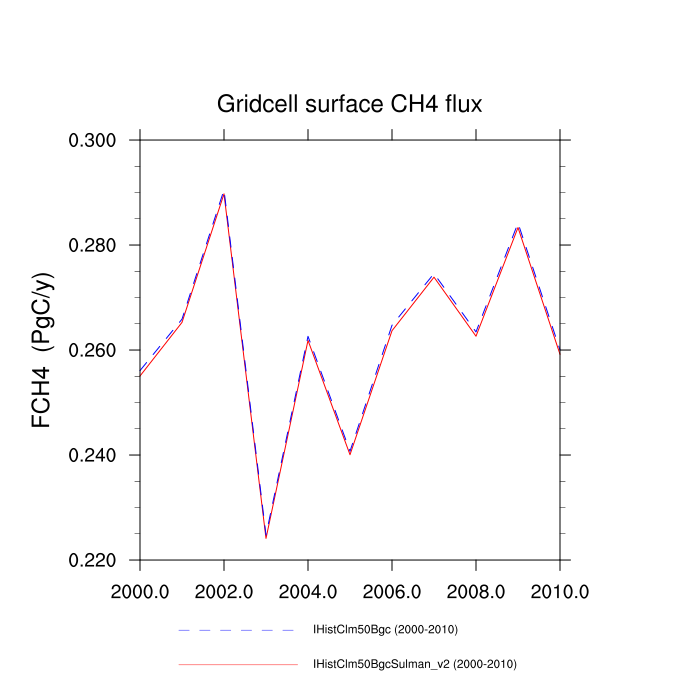 Gridcell surface CH4 flux
FCH4 (PgC/y)
0.300
0.280
0.260
0.240
0.220
2000.0 2002.0 2004.0 2006.0 2008.0 2010.0
IHistClm50Bgc (2000-2010)
IHistClm50BgcSulman_v2 (2000-2010)